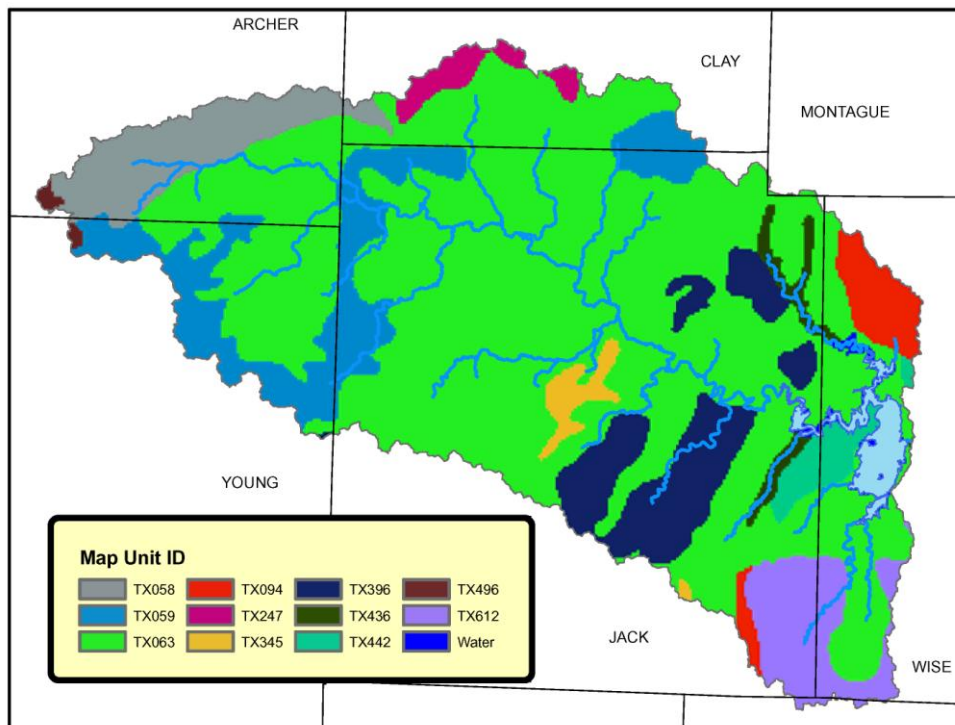 ARCHER
CLAY
MONTAGUE
YOUNG
Map Unit ID
TX058 TX094 TX396 TX496
TX059 TX247 TX436 TX612
TX063 TX345 TX442 Water
JACK
WISE